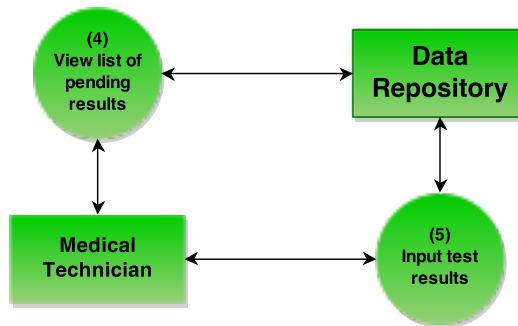 (4)
View list of
pending
results
Data
Repository
Medical
Technician
(5)
Input test
results